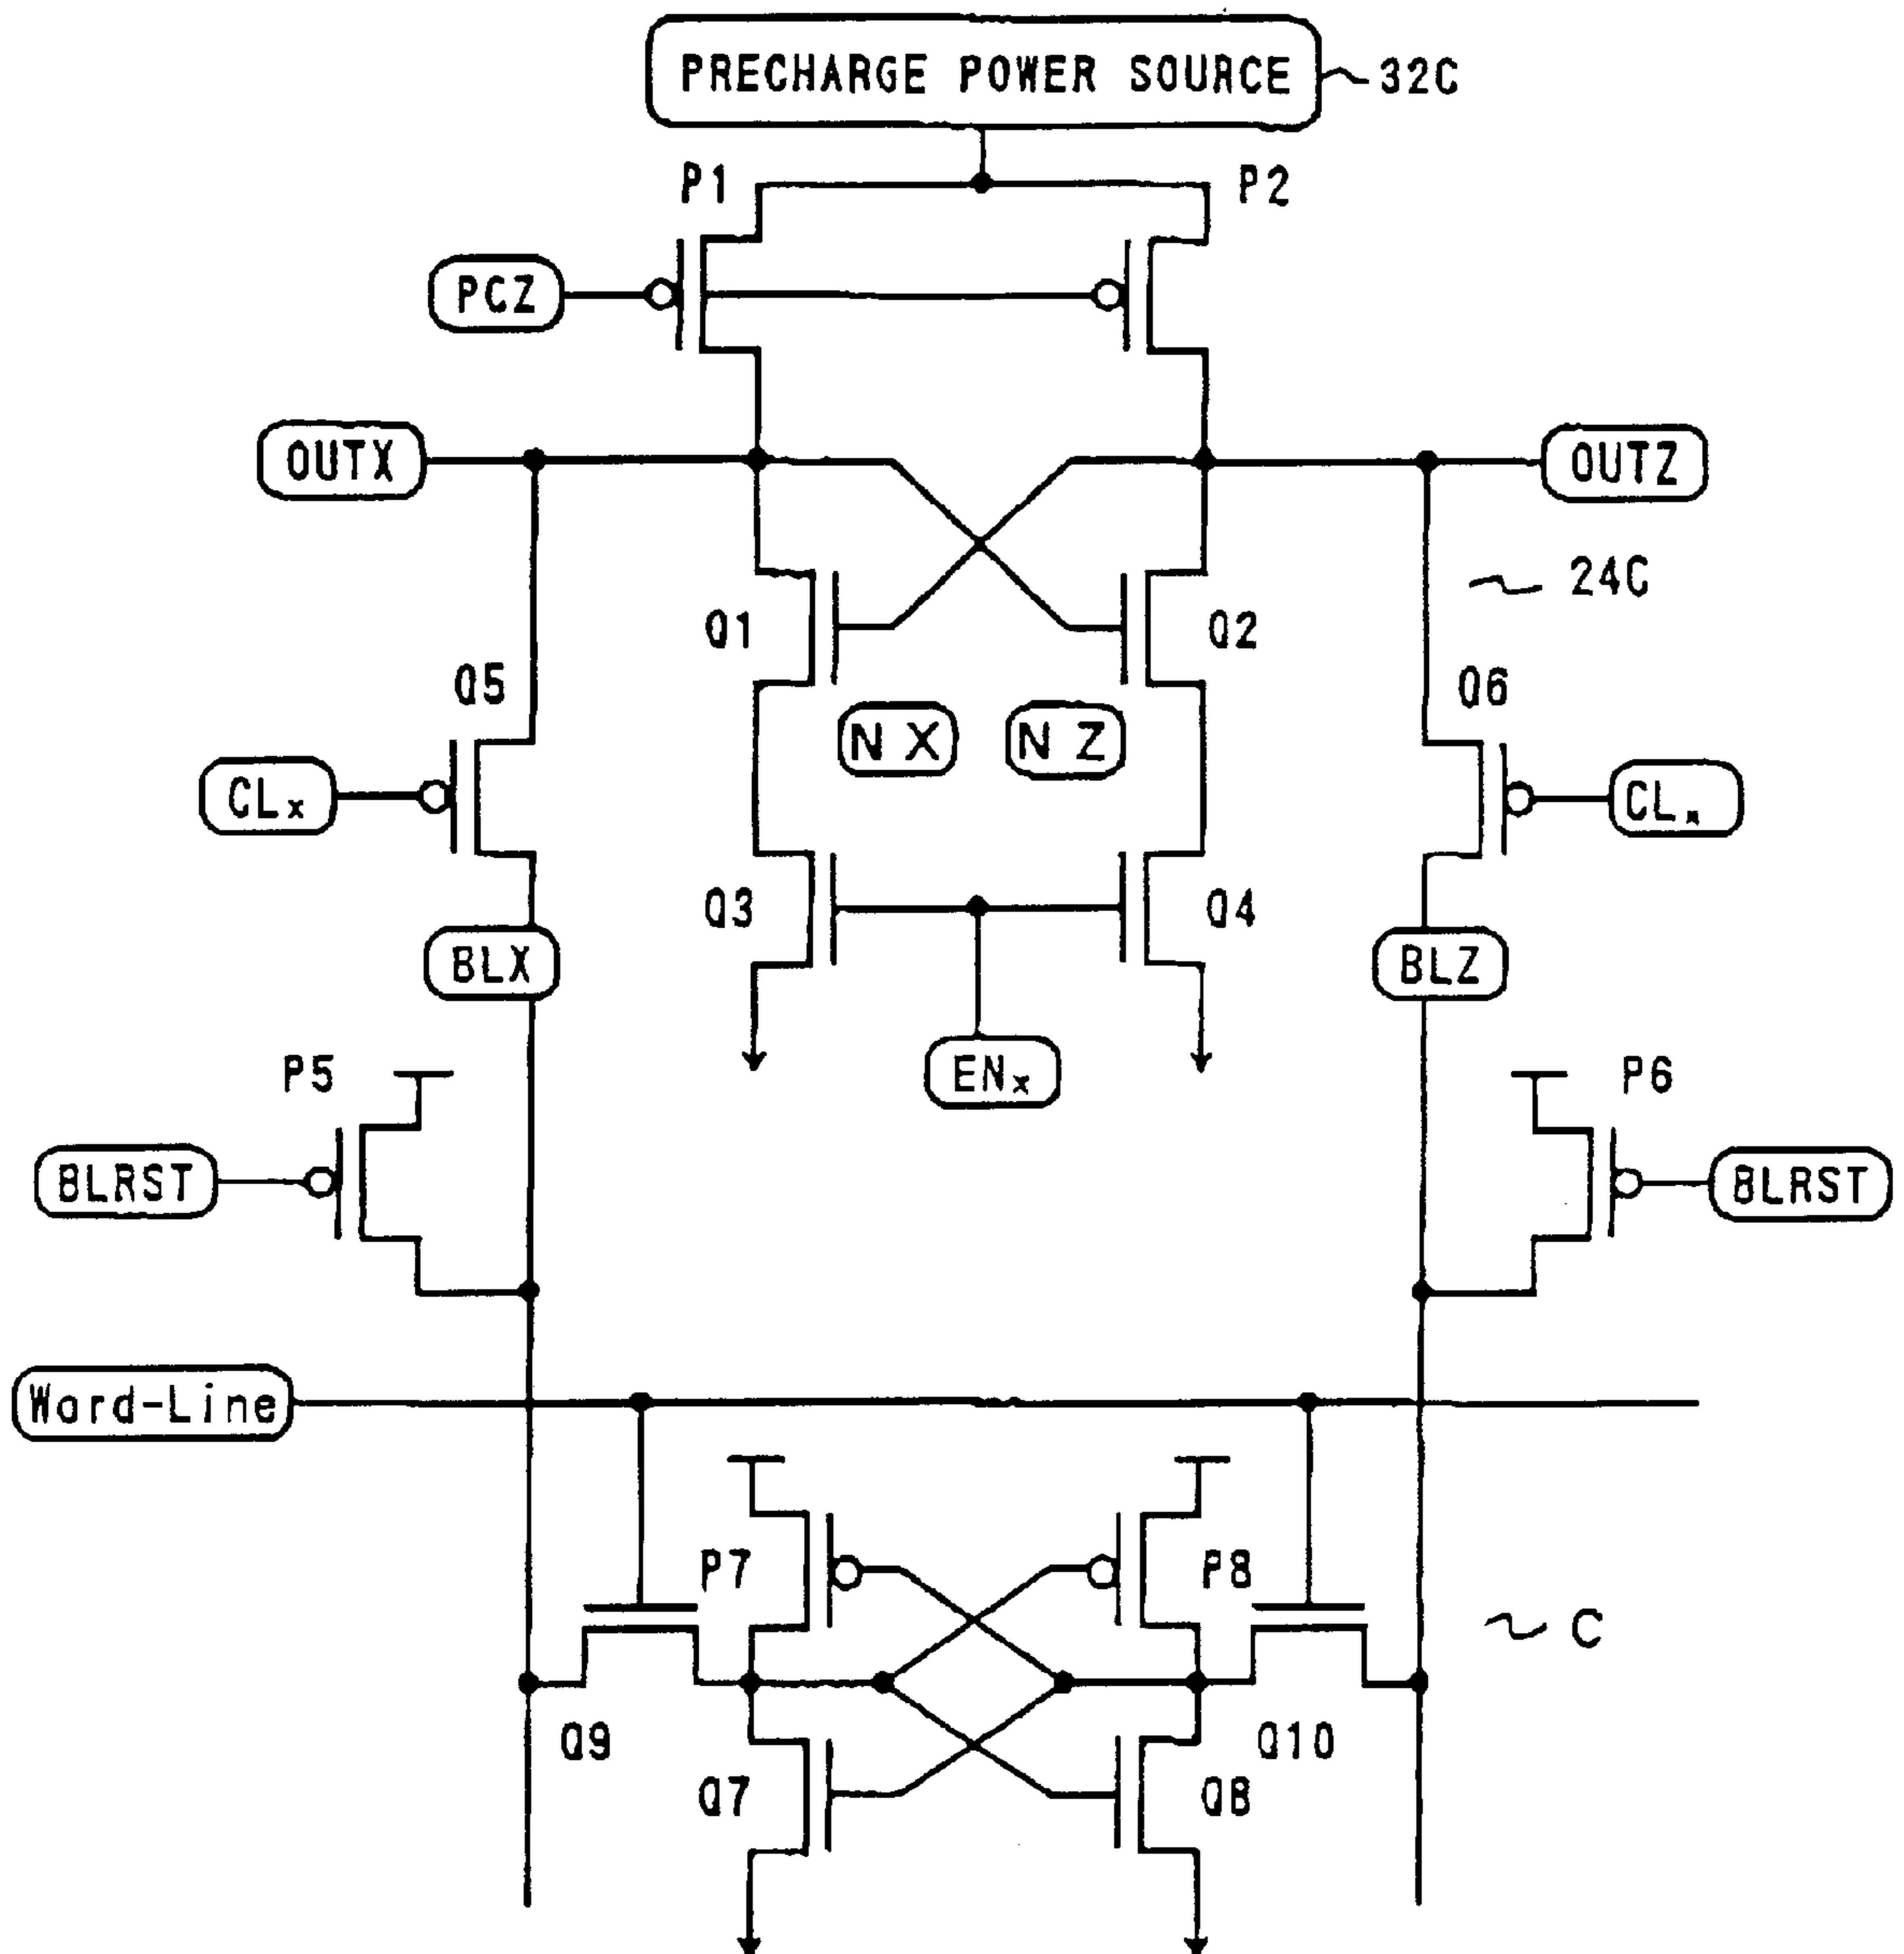 PRECHARGE POWER SOURCE 32C
P1 P2
PCZ
OUTX OUTZ
24C
Q1 Q2
Q5 Q6
NX NZ
CLx CLx
Q3 Q4
BLX BLZ
ENx
P5 P6
BLRST BLRST
Word-Line
P7 P8
C
Q9 Q10
Q7 Q8